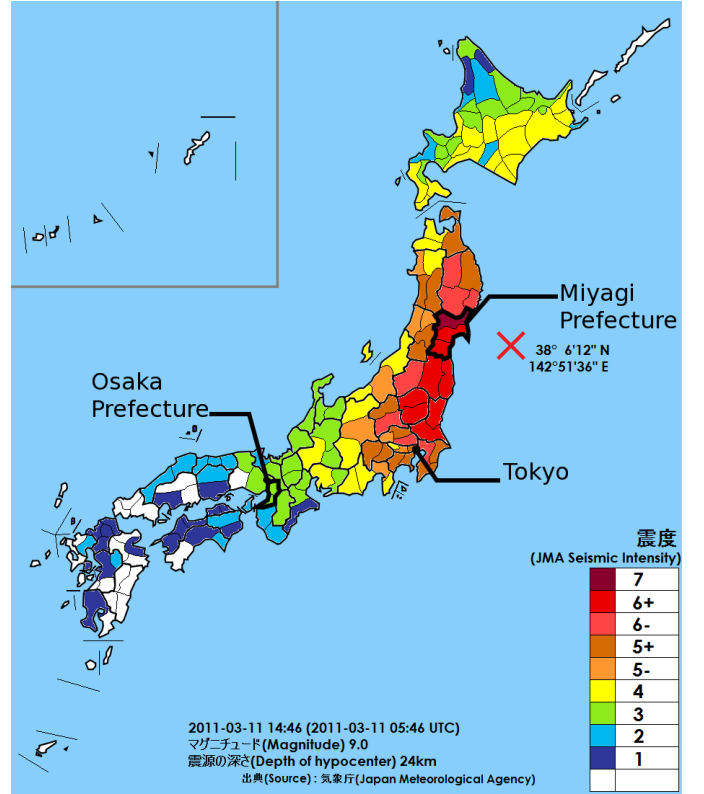 Miyagi
Prefecture
38° 6'12" N
142°51'36" E
Osaka
Prefecture
Tokyo
震度
(JMA Seismic Intensity)
7
6+
6-
5+
5-
4
3
2
1
2011-03-11 14:46 (2011-03-11 05:46 UTC)
マグニチュード(Magnitude) 9.0
震源の深さ(Depth of hypocenter) 24km
出典(Source) : 気象庁(Japan Meteorological Agency)